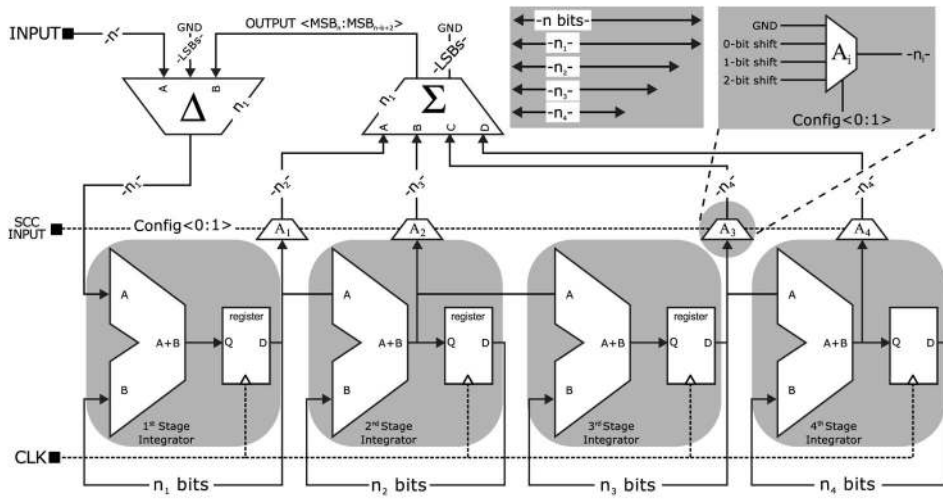 INPUT
-n-
GND
-LSBs-
OUTPUT <MSBn:MSBn-i+2>
GND
-LSBs-
A
B
Δ
n1
n1
Σ
A
B
C
D
-n bits-
-n1-
-n2-
-n3-
-n4-
GND
0-bit shift
1-bit shift
2-bit shift
Ai
-ni-
Config<0:1>
-n1-
-n2-
-n3-
-n4-
-n4-
SCC
INPUT
Config<0:1>
A1
A2
A3
A4
A
B
A+B
register
Q
D
1st Stage
Integrator
A
B
A+B
register
Q
D
2nd Stage
Integrator
A
B
A+B
register
Q
D
3rd Stage
Integrator
A
B
A+B
register
Q
D
4th Stage
Integrator
CLK
n1 bits
n2 bits
n3 bits
n4 bits